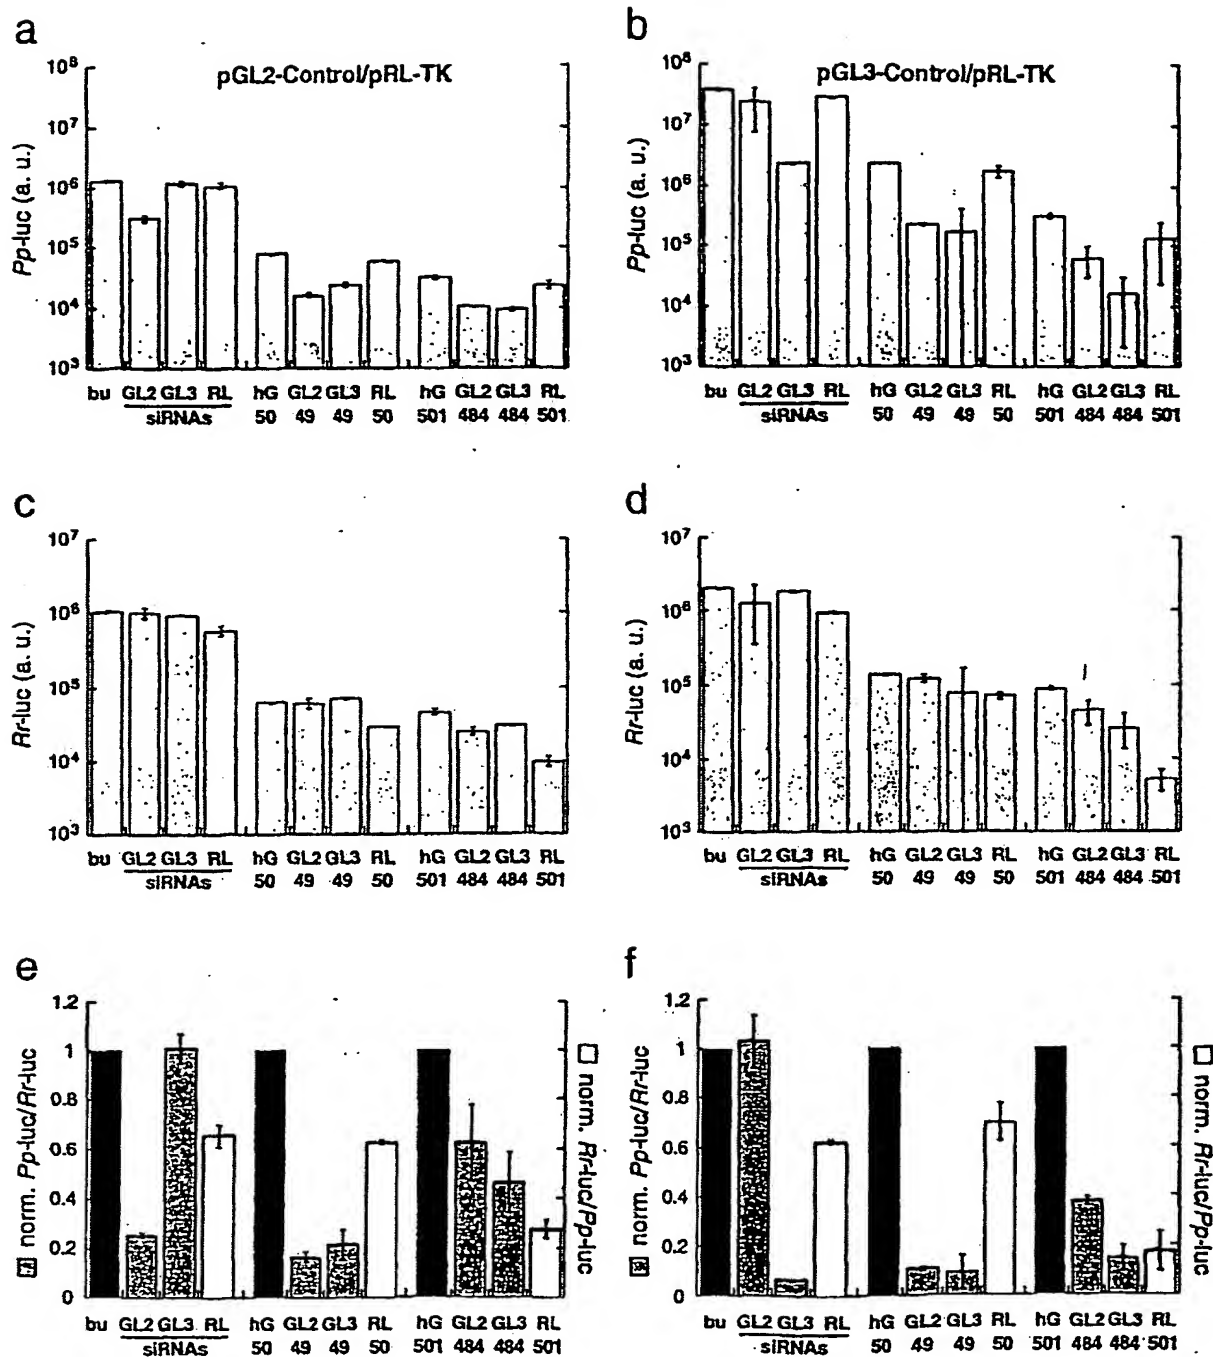 a
pGL2-Control/pRL-TK
Pp-luc (a. u.)
10⁸
10⁷
10⁶
10⁵
10⁴
10³
bu GL2 GL3 RL hG GL2 GL3 RL hG GL2 GL3 RL
siRNAs 50 49 49 50 501 484 484 501
b
pGL3-Control/pRL-TK
Pp-luc (a. u.)
10⁸
10⁷
10⁶
10⁵
10⁴
10³
bu GL2 GL3 RL hG GL2 GL3 RL hG GL2 GL3 RL
siRNAs 50 49 49 50 501 484 484 501
c
Rr-luc (a. u.)
10⁷
10⁶
10⁵
10⁴
10³
bu GL2 GL3 RL hG GL2 GL3 RL hG GL2 GL3 RL
siRNAs 50 49 49 50 501 484 484 501
d
Rr-luc (a. u.)
10⁷
10⁶
10⁵
10⁴
10³
bu GL2 GL3 RL hG GL2 GL3 RL hG GL2 GL3 RL
siRNAs 50 49 49 50 501 484 484 501
e
norm. Pp-luc/Rr-luc
1.2
1
0.8
0.6
0.4
0.2
0
norm. Rr-luc/Pp-luc
bu GL2 GL3 RL hG GL2 GL3 RL hG GL2 GL3 RL
siRNAs 50 49 49 50 501 484 484 501
f
norm. Pp-luc/Rr-luc
1.2
1
0.8
0.6
0.4
0.2
0
norm. Rr-luc/Pp-luc
bu GL2 GL3 RL hG GL2 GL3 RL hG GL2 GL3 RL
siRNAs 50 49 49 50 501 484 484 501